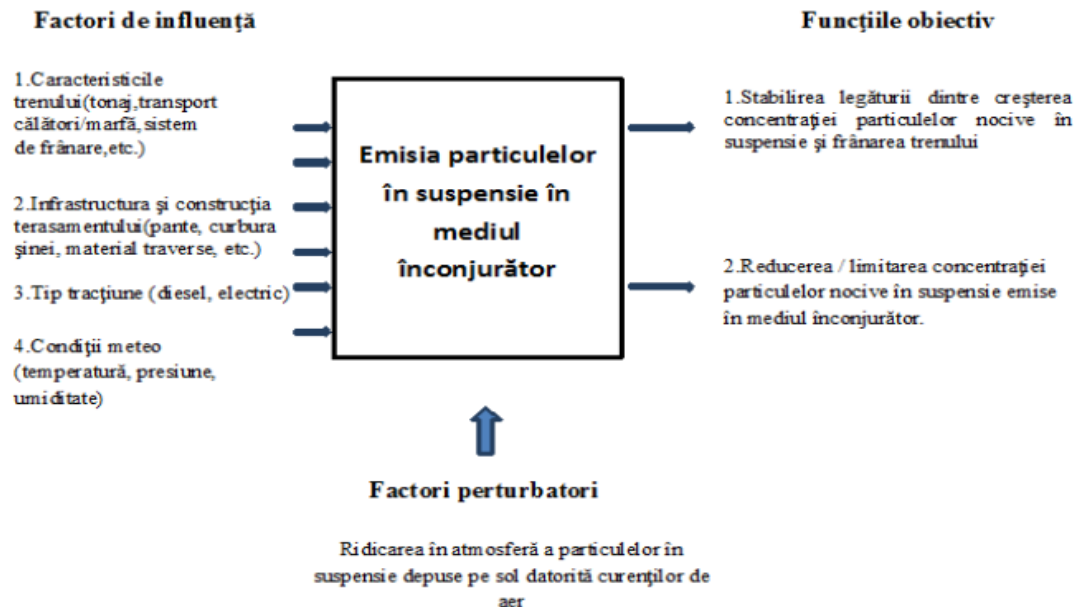 Factori de influență
1.Caracteristicile
trenului(tonaj,transport
călători/marfă,sistem
de frânare,etc.)
2.Infrastructura și construcția
terasamentului(pante, curbura
șinei, material traverse, etc.)
3.Tip tracțiune (diesel, electric)
4.Condiții meteo
(temperatură, presiune,
umiditate)
Emisia particulelor
în suspensie în
mediul
înconjurător
Funcțiile obiectiv
1.Stabilirea legăturii dintre creșterea
concentrației particulelor nocive în
suspensie și frânarea trenului
2.Reducerea / limitarea concentrației
particulelor nocive în suspensie emise
în mediul înconjurător.
Factori perturbatori
Ridicarea în atmosferă a particulelor în
suspensie depuse pe sol datorită curenților de
aer